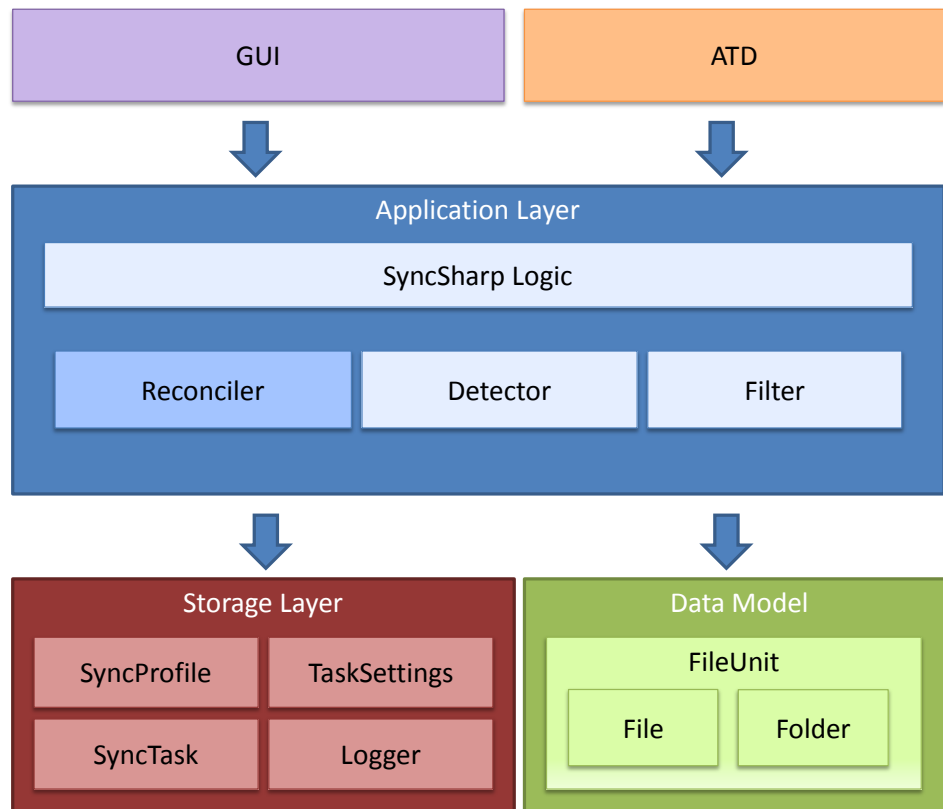 GUI
ATD
Application Layer
SyncSharp Logic
Reconciler
Detector
Filter
Storage Layer
SyncProfile
TaskSettings
SyncTask
Logger
Data Model
FileUnit
File
Folder